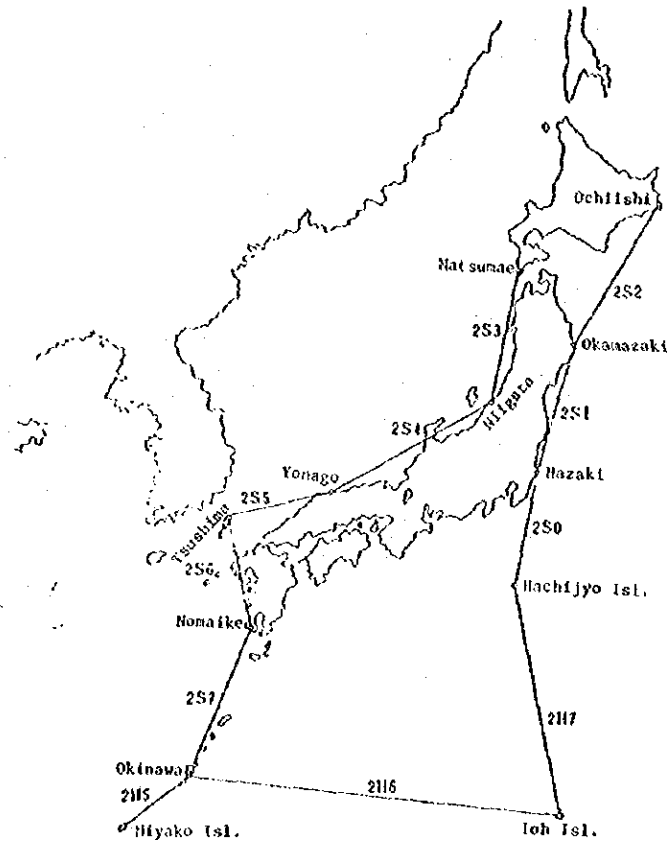 Ochiishi
Matsumae
2S2
2S3
Okamazaki
Niigata
2S1
2S4
Yonago
Hazaki
2S5
Tsushima
2S0
2S6
Hachijyo Isl.
Nomaike
2S7
2H7
Okinawa
2H6
2H5
Miyako Isl.
Ioh Isl.